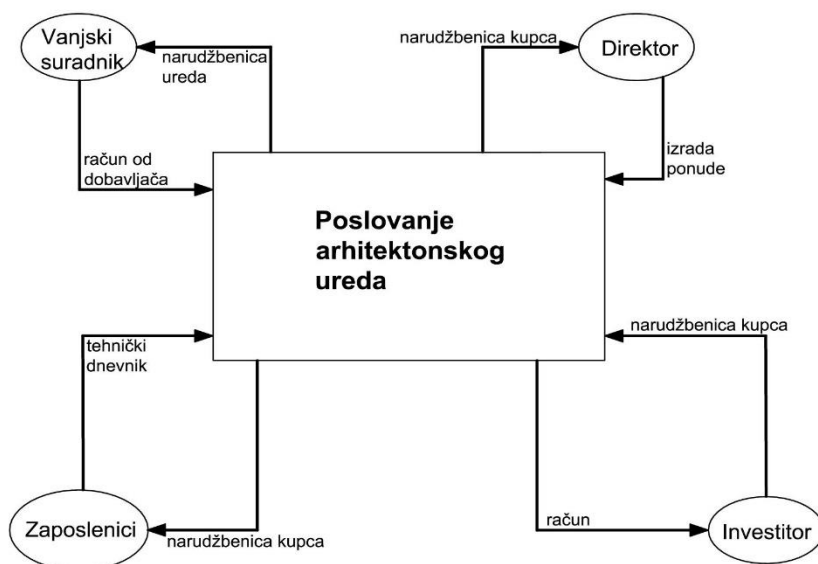 Vanjski
suradnik
narudžbenica
ureda
narudžbenica kupca
Direktor
račun od
dobavljača
izrada
ponude
Poslovanje
arhitektonskog
ureda
tehnički
dnevnik
narudžbenica kupca
Zaposlenici
narudžbenica kupca
račun
Investitor